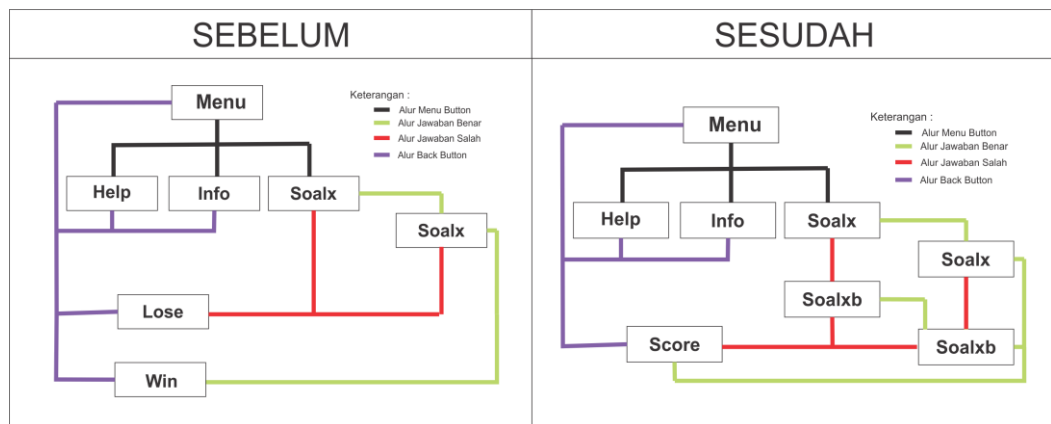 SEBELUM
Menu
Keterangan :
Alur Menu Button
Alur Jawaban Benar
Alur Jawaban Salah
Alur Back Button
Help
Info
Soalx
Soalx
Lose
Win
SESUDAH
Menu
Keterangan :
Alur Menu Button
Alur Jawaban Benar
Alur Jawaban Salah
Alur Back Button
Help
Info
Soalx
Soalx
Soalxb
Score
Soalxb